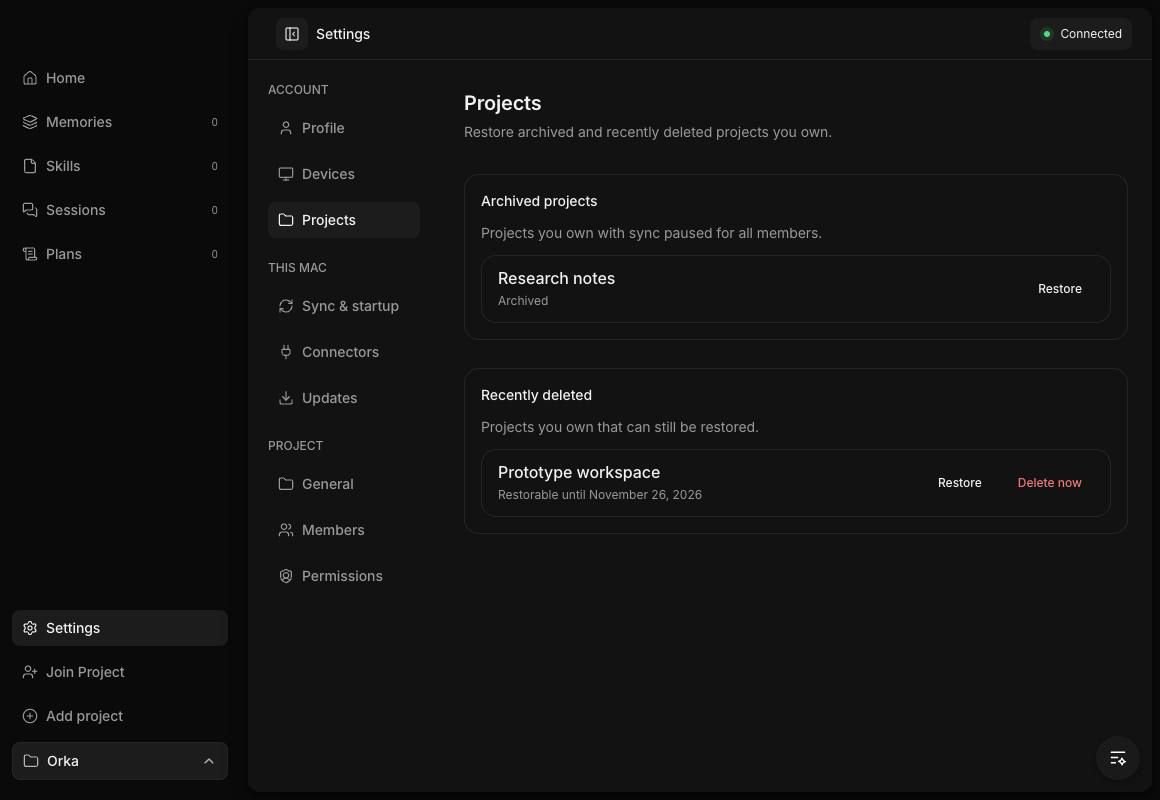 Home
Memories 0
Skills 0
Sessions 0
Plans 0
Settings
Join Project
Add project
Orka
Settings
Connected
ACCOUNT
Profile
Devices
Projects
THIS MAC
Sync & startup
Connectors
Updates
PROJECT
General
Members
Permissions
Projects
Restore archived and recently deleted projects you own.
Archived projects
Projects you own with sync paused for all members.
Research notes
Archived
Restore
Recently deleted
Projects you own that can still be restored.
Prototype workspace
Restorable until November 26, 2026
Restore Delete now